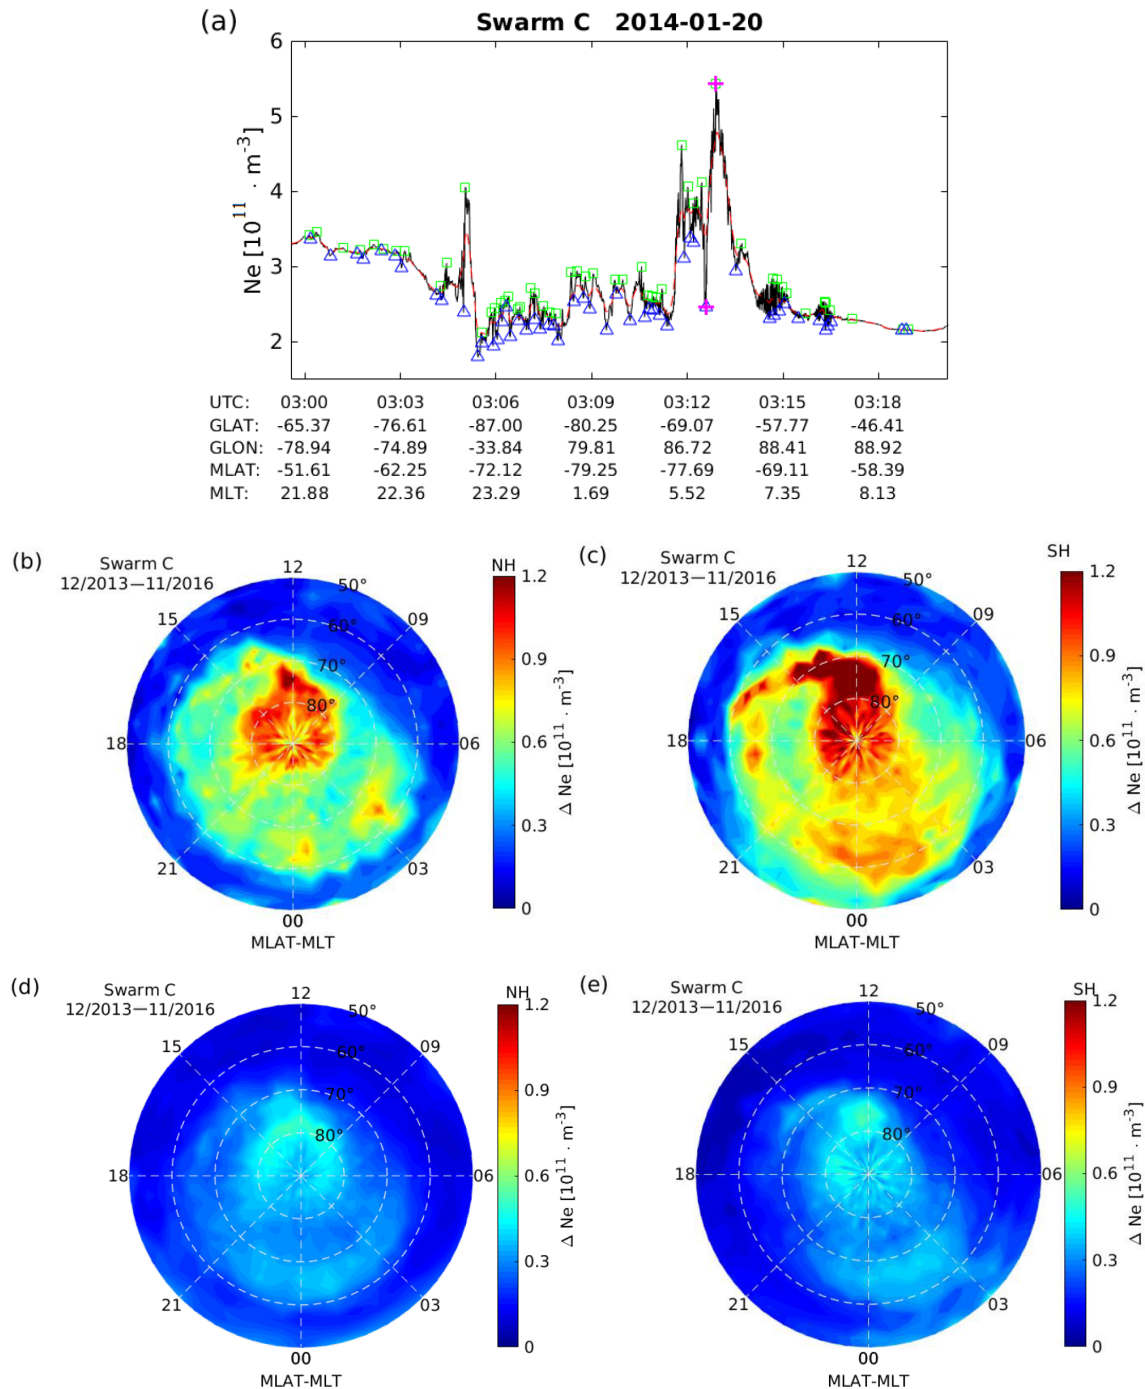 (a) Swarm C 2014-01-20
Ne [10^11 · m^-3]
6
5
4
3
2
UTC: 03:00 03:03 03:06 03:09 03:12 03:15 03:18
GLAT: -65.37 -76.61 -87.00 -80.25 -69.07 -57.77 -46.41
GLON: -78.94 -74.89 -33.84 79.81 86.72 88.41 88.92
MLAT: -51.61 -62.25 -72.12 -79.25 -77.69 -69.11 -58.39
MLT: 21.88 22.36 23.29 1.69 5.52 7.35 8.13
(b)
Swarm C
12/2013—11/2016
NH
12
50°
15
60°
09
70°
80°
18
06
21
03
00
MLAT-MLT
1.2
0.9
0.6
0.3
0
Δ Ne [10^11 · m^-3]
(c)
Swarm C
12/2013—11/2016
SH
12
50°
15
60°
09
70°
80°
18
06
21
03
00
MLAT-MLT
1.2
0.9
0.6
0.3
0
Δ Ne [10^11 · m^-3]
(d)
Swarm C
12/2013—11/2016
NH
12
50°
15
60°
09
70°
80°
18
06
21
03
00
MLAT-MLT
1.2
0.9
0.6
0.3
0
Δ Ne [10^11 · m^-3]
(e)
Swarm C
12/2013—11/2016
SH
12
50°
15
60°
09
70°
80°
18
06
21
03
00
MLAT-MLT
1.2
0.9
0.6
0.3
0
Δ Ne [10^11 · m^-3]